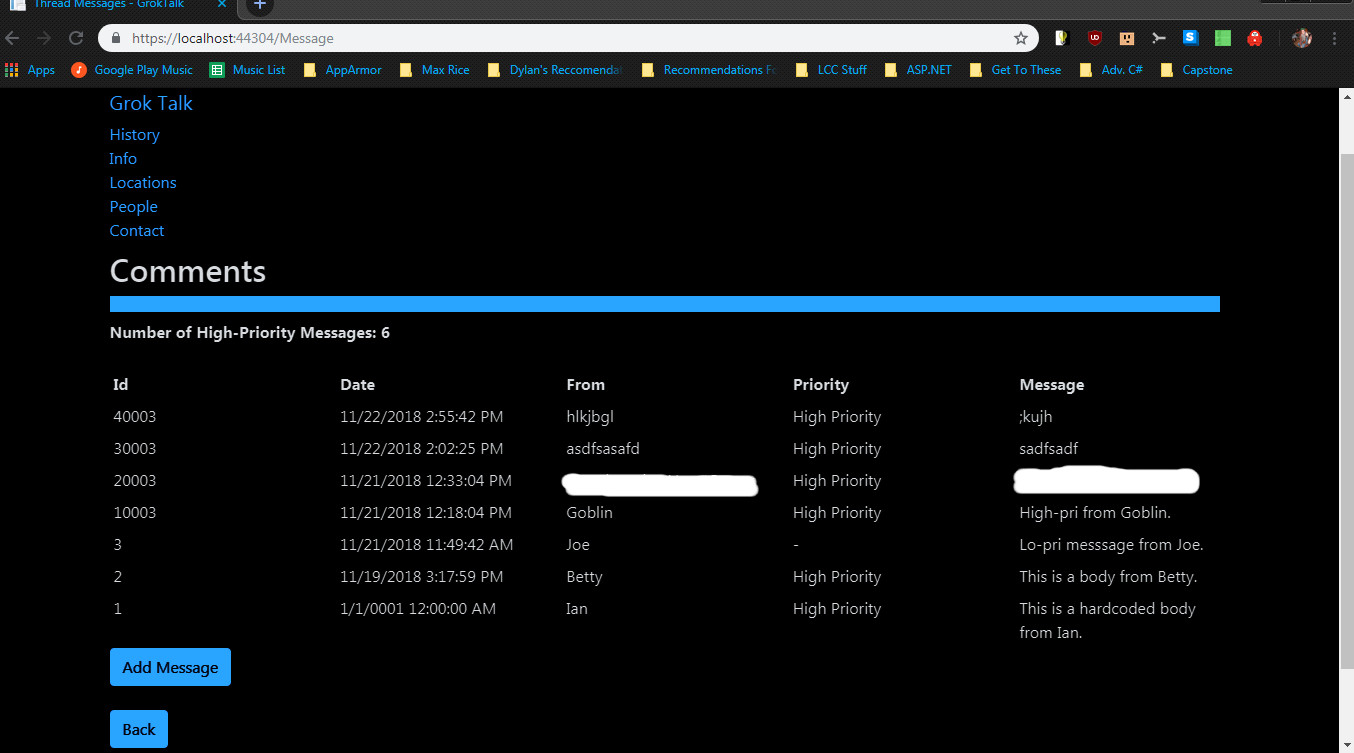 Thread Messages - GrokTalk
https://localhost:44304/Message
Apps Google Play Music Music List AppArmor Max Rice Dylan's Reccomendat Recommendations Fo LCC Stuff ASP.NET Get To These Adv. C# Capstone
Grok Talk
History
Info
Locations
People
Contact
Comments
Number of High-Priority Messages: 6
Id Date From Priority Message
40003 11/22/2018 2:55:42 PM hlkjbgl High Priority ;kujh
30003 11/22/2018 2:02:25 PM asdfsasafd High Priority sadfsadf
20003 11/21/2018 12:33:04 PM High Priority
10003 11/21/2018 12:18:04 PM Goblin High Priority High-pri from Goblin.
3 11/21/2018 11:49:42 AM Joe - Lo-pri messsage from Joe.
2 11/19/2018 3:17:59 PM Betty High Priority This is a body from Betty.
1 1/1/0001 12:00:00 AM Ian High Priority This is a hardcoded body
from Ian.
Add Message
Back